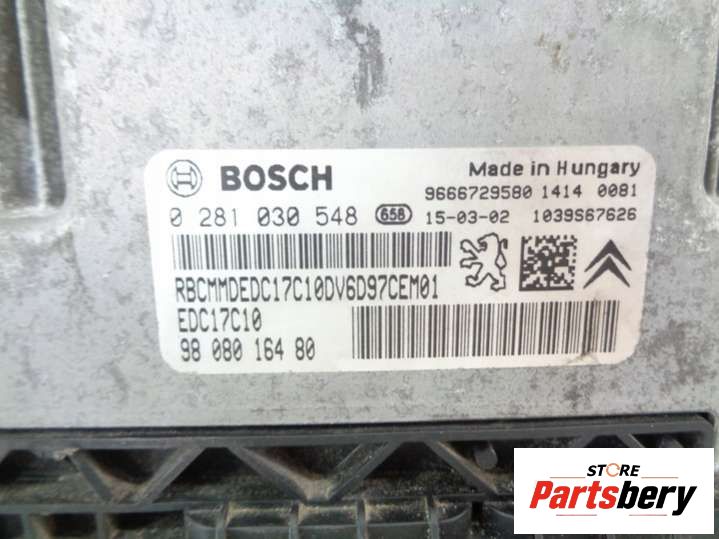 BOSCH
Made in Hungary
9666729580 1414 0081
0 281 030 548 658 15-03-02 1039S67626
RBCMMDEDC17C10DV6D97CEM01
EDC17C10
98 080 164 80
STORE
Partsbery